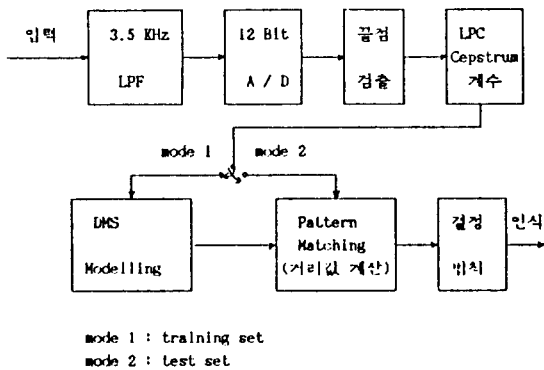 입력
3.5 KHz
LPF
12 Bit
A / D
끝점
검출
LPC
Cepstrum
계수
mode 1
mode 2
DMS
Modelling
Pattern
Matching
(거리값 계산)
결정
법칙
인식
mode 1 : training set
mode 2 : test set